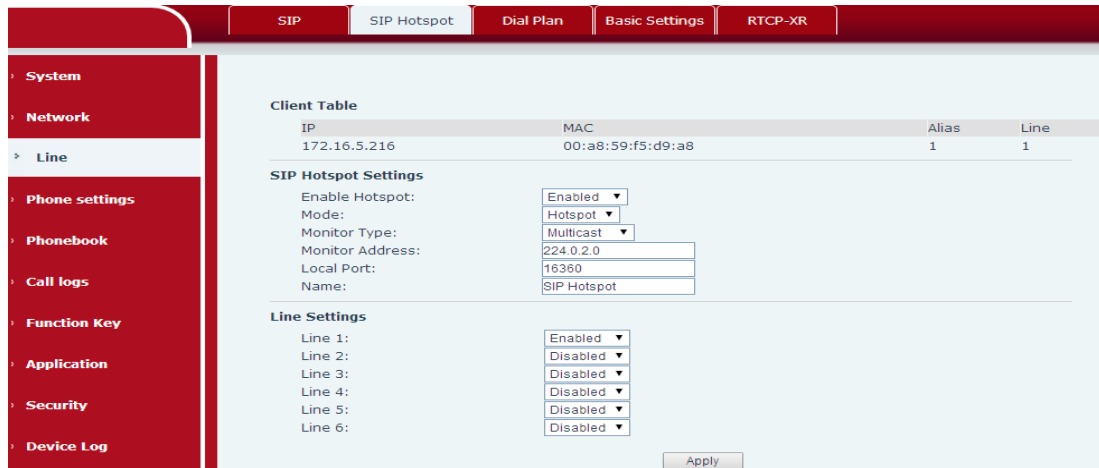 SIP SIP Hotspot Dial Plan Basic Settings RTCP-XR
System
Network
Line
Phone settings
Phonebook
Call logs
Function Key
Application
Security
Device Log
Client Table
IP MAC Alias Line
172.16.5.216 00:a8:59:f5:d9:a8 1 1
SIP Hotspot Settings
Enable Hotspot: Enabled
Mode: Hotspot
Monitor Type: Multicast
Monitor Address: 224.0.2.0
Local Port: 16360
Name: SIP Hotspot
Line Settings
Line 1: Enabled
Line 2: Disabled
Line 3: Disabled
Line 4: Disabled
Line 5: Disabled
Line 6: Disabled
Apply